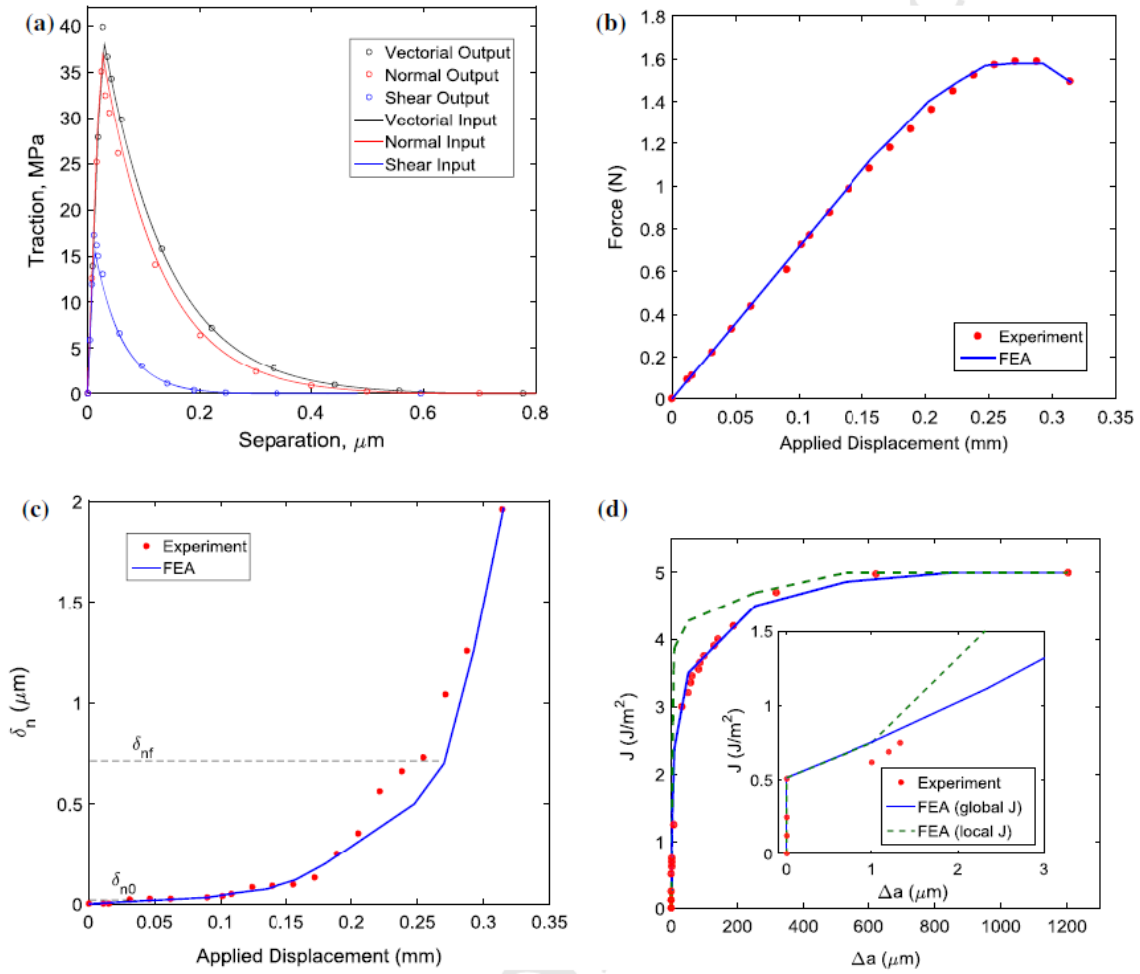 (a)
40
35
30
25
20
15
10
5
0
Traction, MPa
Vectorial Output
Normal Output
Shear Output
Vectorial Input
Normal Input
Shear Input
0 0.2 0.4 0.6 0.8
Separation, μm
(b)
1.8
1.6
1.4
1.2
1
0.8
0.6
0.4
0.2
0
Force (N)
Experiment
FEA
0 0.05 0.1 0.15 0.2 0.25 0.3 0.35
Applied Displacement (mm)
(c)
2
1.5
1
0.5
0
δn (μm)
Experiment
FEA
δnf
δn0
0 0.05 0.1 0.15 0.2 0.25 0.3 0.35
Applied Displacement (mm)
(d)
5
4
3
2
1
0
J (J/m²)
1.5
1
0.5
0
J (J/m²)
Experiment
FEA (global J)
FEA (local J)
0 1 2 3
Δa (μm)
0 200 400 600 800 1000 1200
Δa (μm)